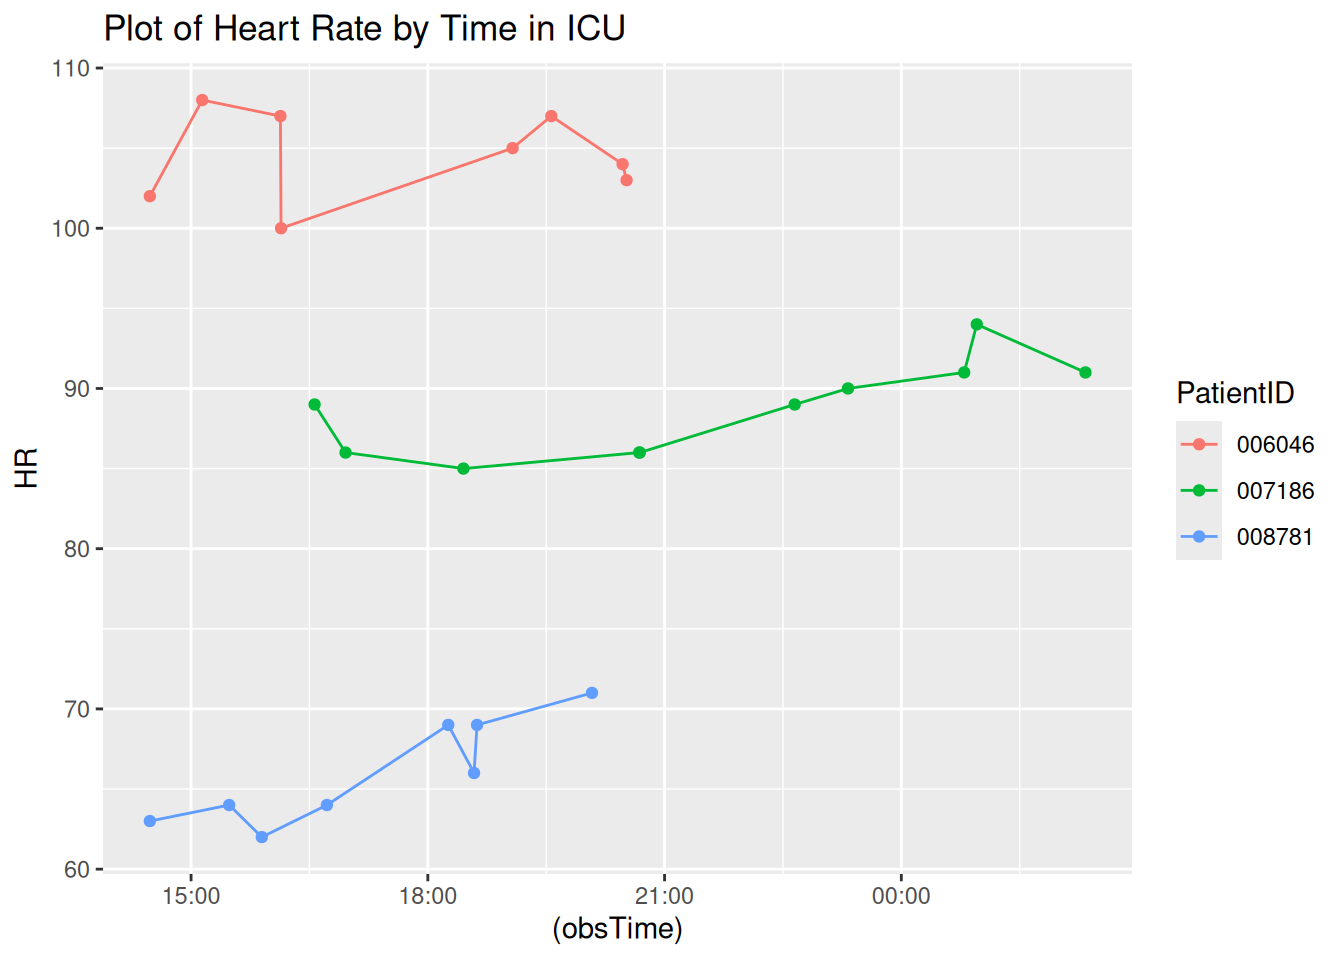 Plot of Heart Rate by Time in ICU
110
100
90
80
70
60
HR
15:00 18:00 21:00 00:00
(obsTime)
PatientID
006046
007186
008781